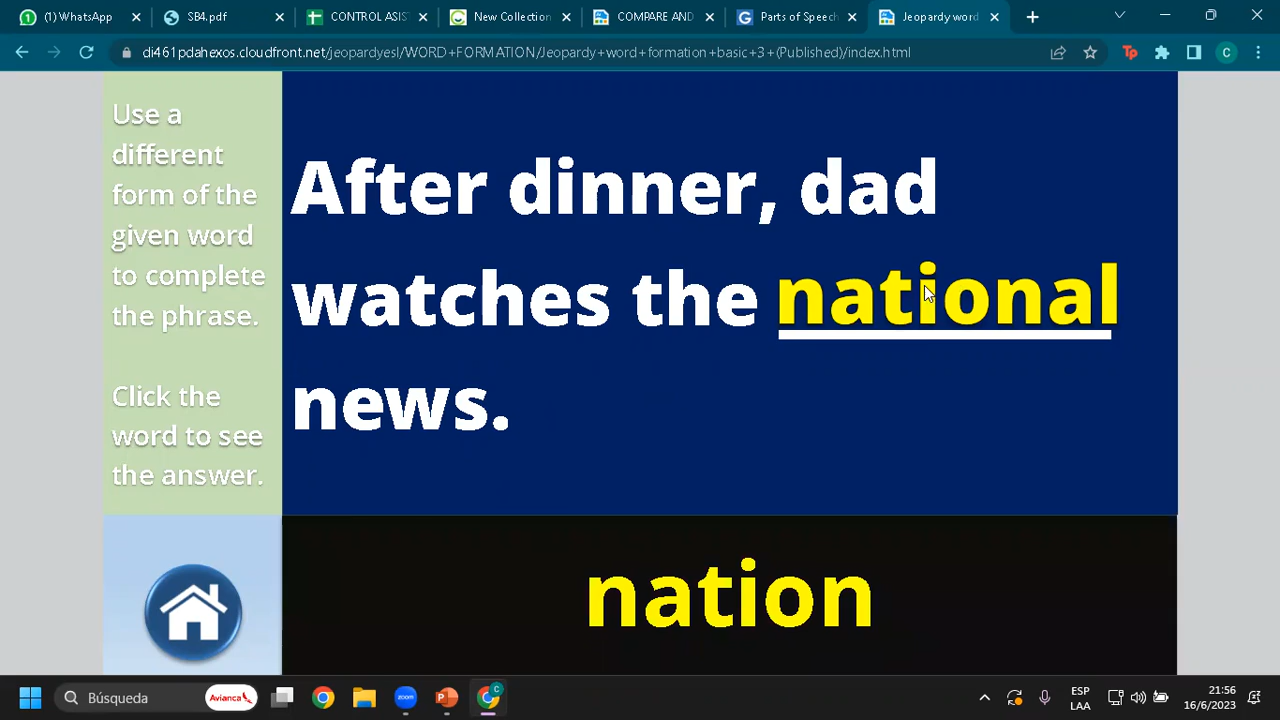 (1) WhatsApp
SB4.pdf
CONTROL ASIS
New Collection
COMPARE AND
Parts of Speech
Jeopardy word
di461pdahexos.cloudfront.net/jeopardyesl/WORD+FORMATION/Jeopardy+word+formation+basic+3+(Published)/index.html
Tp
C
Use a
different
form of the
given word
to complete
the phrase.
Click the
word to see
the answer.
After dinner, dad
watches the national
news.
nation
Búsqueda
Avianca
zoom
C
ESP
LAA
21:56
16/6/2023